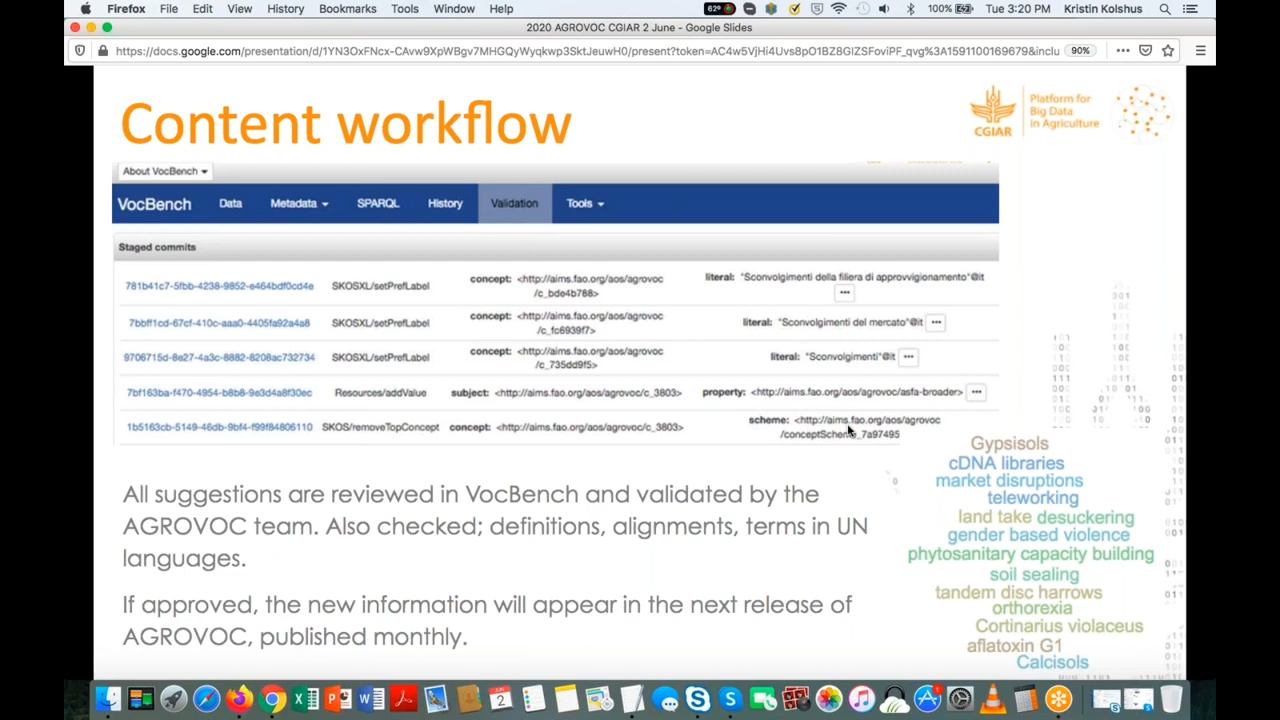 Firefox File Edit View History Bookmarks Tools Window Help 62° 100% Tue 3:20 PM Kristin Kolshus
2020 AGROVOC CGIAR 2 June - Google Slides
90%
Content workflow
CGIAR
Platform for
Big Data
in Agriculture
About VocBench
VocBench Data Metadata SPARQL History Validation Tools
Staged commits
781b41c7-5fbb-4238-9852-e464bdf0cd4e SKOSXL/setPrefLabel concept: <http://aims.fao.org/aos/agrovoc literal: "Sconvolgimenti della filiera di approvvigionamento"@it
/c_bde4b788> •••
7bbff1cd-67cf-410c-aaa0-4405fa92a4a8 SKOSXL/setPrefLabel concept: <http://aims.fao.org/aos/agrovoc literal: "Sconvolgimenti del mercato"@it •••
/c_fc6939f7>
9706715d-8e27-4a3c-8882-8208ac732734 SKOSXL/setPrefLabel concept: <http://aims.fao.org/aos/agrovoc literal: "Sconvolgimenti"@it •••
/c_735dd9f5>
7bf163ba-f470-4954-b8b8-9e3d4a8f30ec Resources/addValue subject: <http://aims.fao.org/aos/agrovoc/c_3803> property: <http://aims.fao.org/aos/agrovoc/asfa-broader> •••
1b5163cb-5149-46db-9bf4-f99f84806110 SKOS/removeTopConcept concept: <http://aims.fao.org/aos/agrovoc/c_3803> scheme: <http://aims.fao.org/aos/agrovoc
/conceptScheme_7a97495
All suggestions are reviewed in VocBench and validated by the
AGROVOC team. Also checked; definitions, alignments, terms in UN
languages.
If approved, the new information will appear in the next release of
AGROVOC, published monthly.
Gypsisols
cDNA libraries
market disruptions
teleworking
land take desuckering
gender based violence
phytosanitary capacity building
soil sealing
tandem disc harrows
orthorexia
Cortinarius violaceus
aflatoxin G1
Calcisols